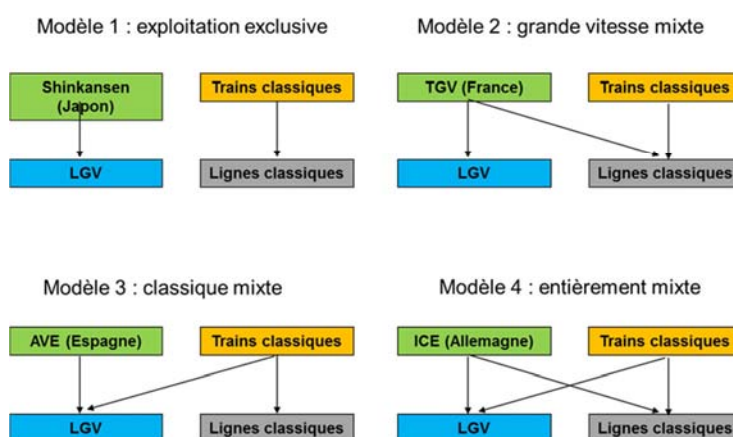 Modèle 1 : exploitation exclusive
Shinkansen
(Japon)
Trains classiques
LGV
Lignes classiques
Modèle 2 : grande vitesse mixte
TGV (France)
Trains classiques
LGV
Lignes classiques
Modèle 3 : classique mixte
AVE (Espagne)
Trains classiques
LGV
Lignes classiques
Modèle 4 : entièrement mixte
ICE (Allemagne)
Trains classiques
LGV
Lignes classiques